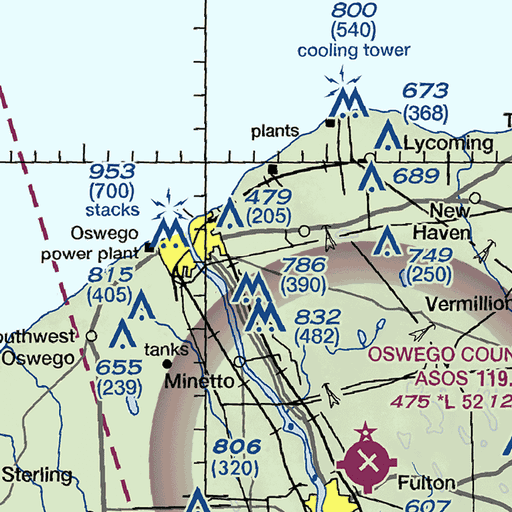 800
(540)
cooling tower
673
(368)
plants
Lycoming
953
(700)
stacks
689
479
(205)
Oswego
power plant
New
Haven
749
(250)
815
(405)
786
(390)
832
(482)
Vermillion
outhwest
Oswego
tanks
655
(239)
Minetto
OSWEGO COUN
ASOS 119.
475 *L 52 12
806
(320)
Sterling
Fulton
607